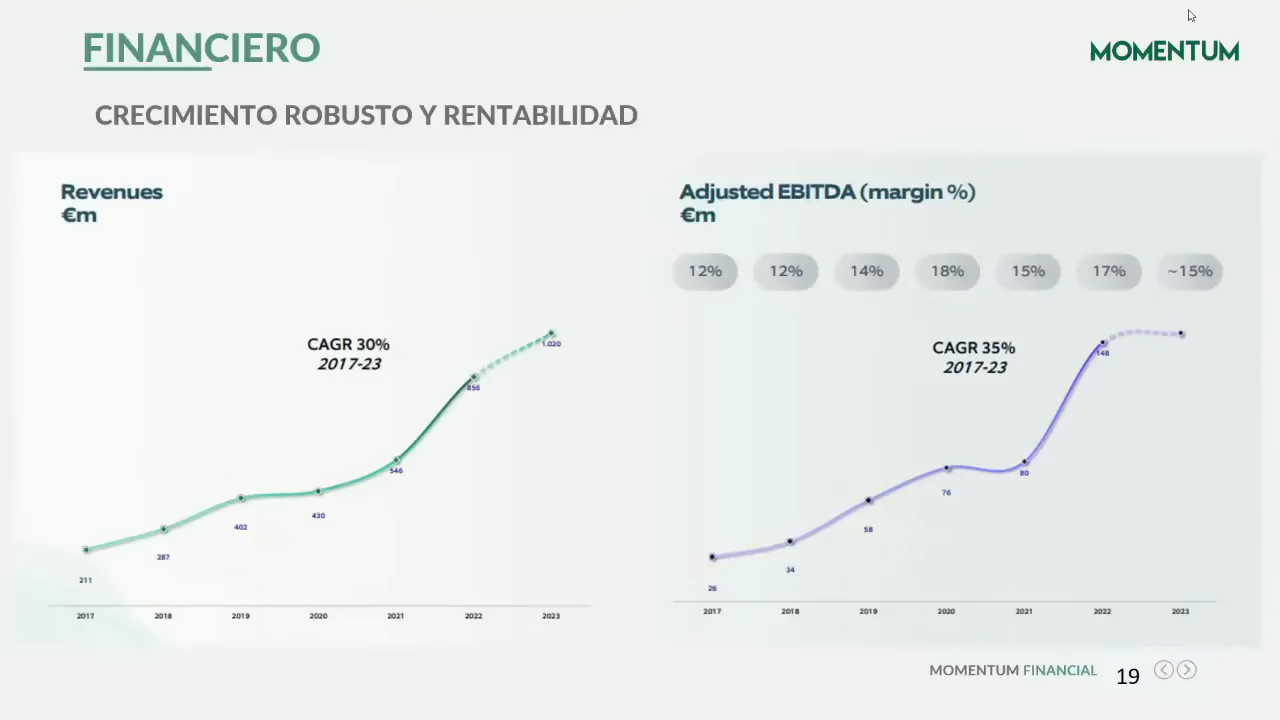 FINANCIERO
MOMENTUM
CRECIMIENTO ROBUSTO Y RENTABILIDAD
Revenues
€m
CAGR 30%
2017-23
211
287
402
430
546
856
1.020
2017 2018 2019 2020 2021 2022 2023
Adjusted EBITDA (margin %)
€m
12% 12% 14% 18% 15% 17% ~15%
CAGR 35%
2017-23
26
34
58
76
80
148
2017 2018 2019 2020 2021 2022 2023
MOMENTUM FINANCIAL 19